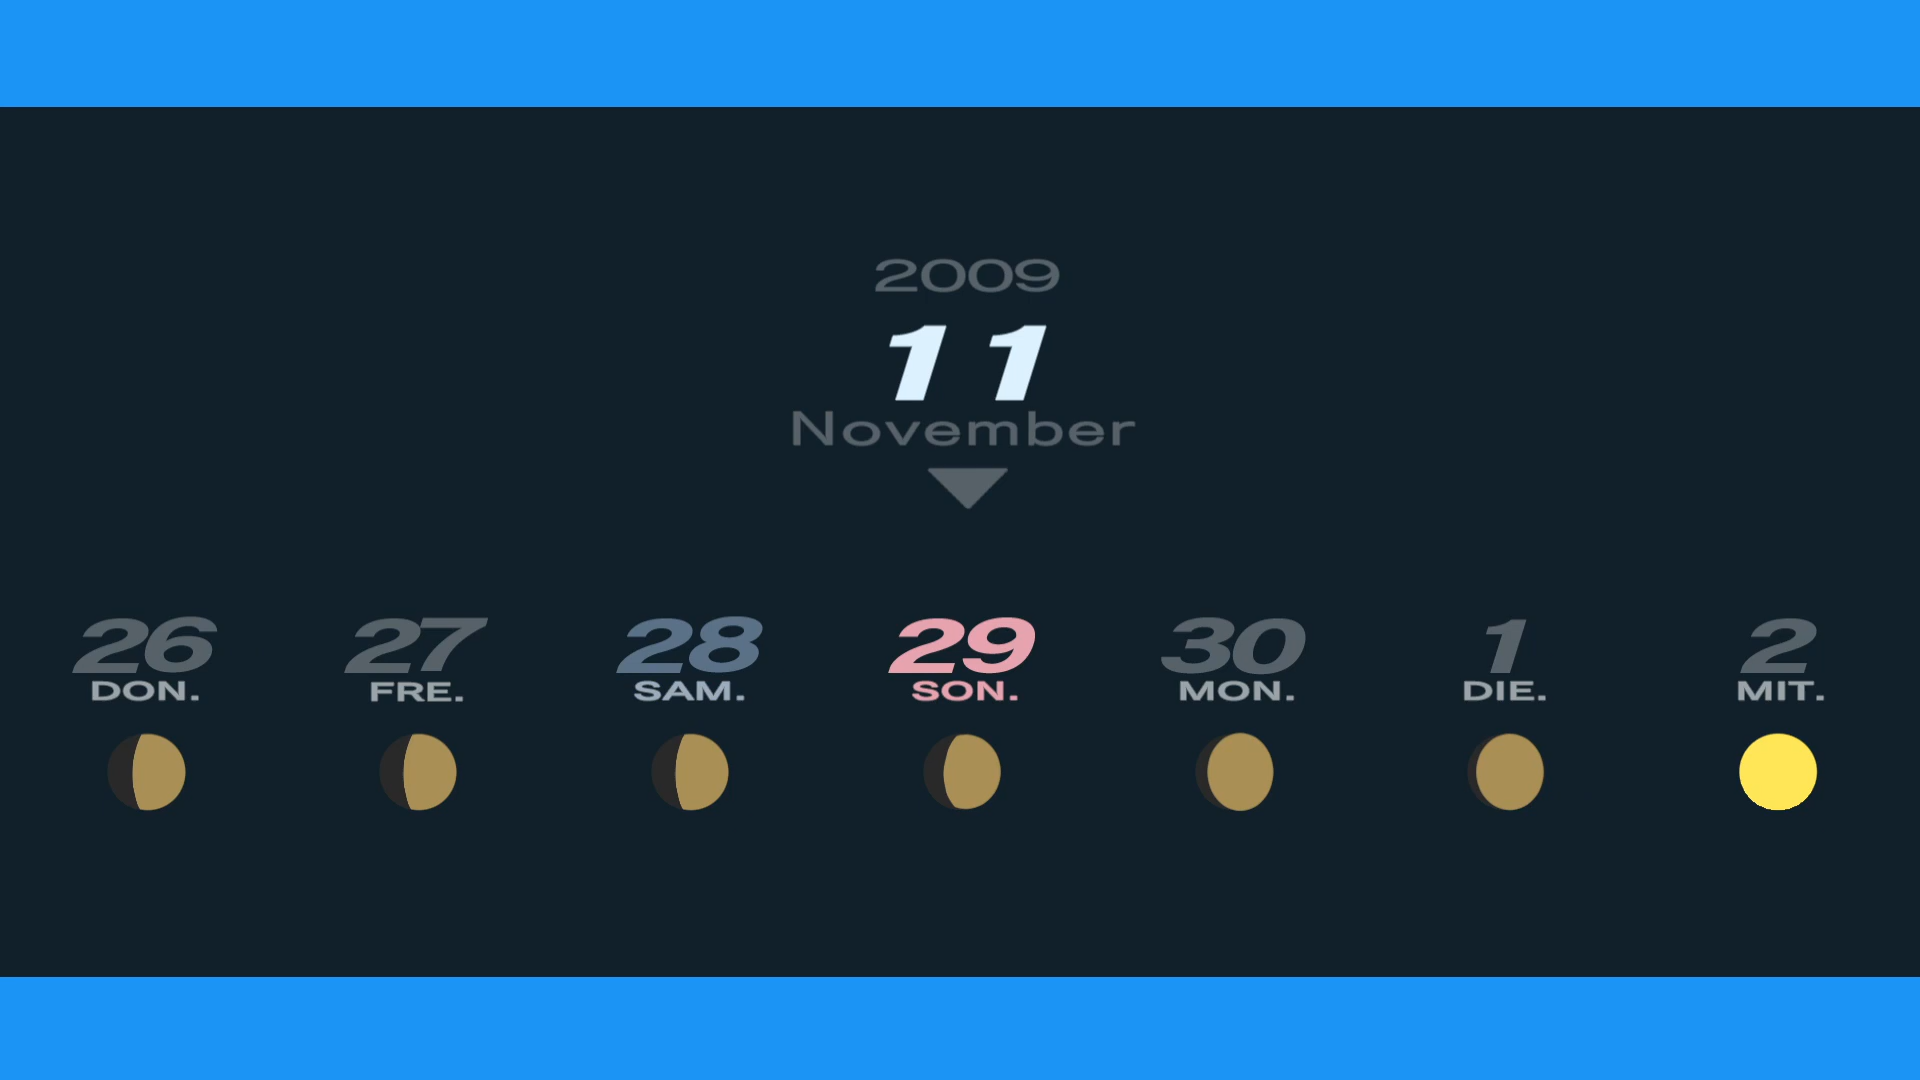 2009
11
November
26 27 28 29 30 1 2
DON. FRE. SAM. SON. MON. DIE. MIT.